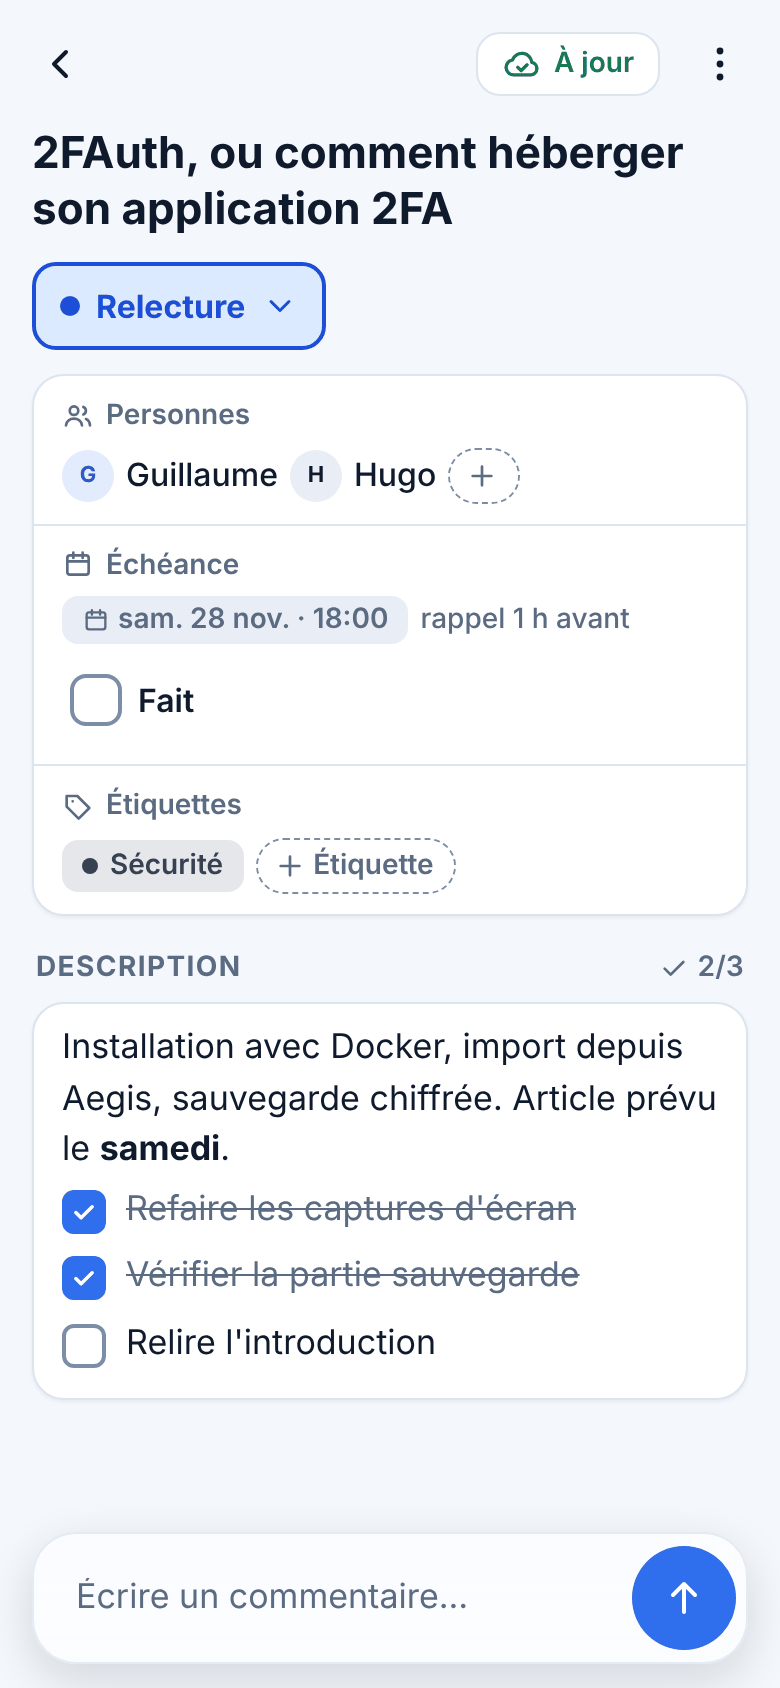 À jour
2FAuth, ou comment héberger
son application 2FA
Relecture
Personnes
G Guillaume H Hugo +
Échéance
sam. 28 nov. · 18:00 rappel 1 h avant
Fait
Étiquettes
Sécurité + Étiquette
DESCRIPTION 2/3
Installation avec Docker, import depuis
Aegis, sauvegarde chiffrée. Article prévu
le samedi.
Refaire les captures d'écran
Vérifier la partie sauvegarde
Relire l'introduction
Écrire un commentaire...